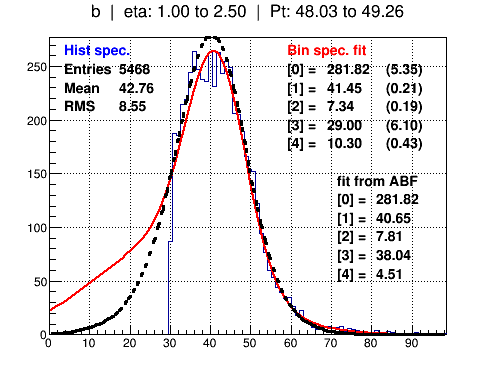 b | eta: 1.00 to 2.50 | Pt: 48.03 to 49.26
Hist spec.
Entries 5468
Mean 42.76
RMS 8.55
Bin spec. fit
[0] = 281.82 (5.35)
[1] = 41.45 (0.21)
[2] = 7.34 (0.19)
[3] = 29.00 (6.10)
[4] = 10.30 (0.43)
fit from ABF
[0] = 281.82
[1] = 40.65
[2] = 7.81
[3] = 38.04
[4] = 4.51
250
200
150
100
50
0
0 10 20 30 40 50 60 70 80 90